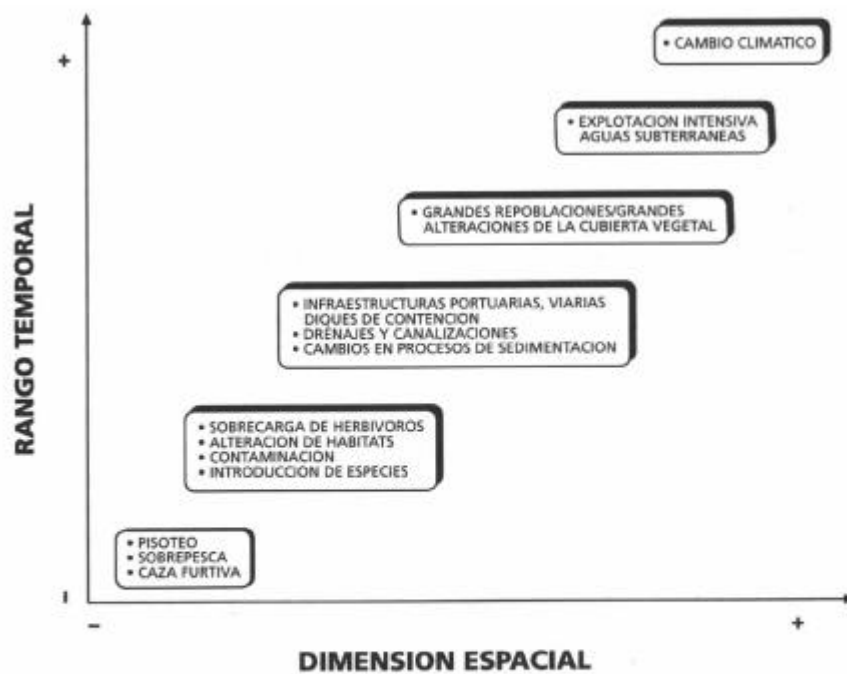 +
• CAMBIO CLIMATICO
• EXPLOTACION INTENSIVA
AGUAS SUBTERRANEAS
• GRANDES REPOBLACIONES/GRANDES
ALTERACIONES DE LA CUBIERTA VEGETAL
RANGO TEMPORAL
• INFRAESTRUCTURAS PORTUARIAS, VIARIAS
DIQUES DE CONTENCION
• DRENAJES Y CANALIZACIONES
• CAMBIOS EN PROCESOS DE SEDIMENTACION
• SOBRECARGA DE HERBIVOROS
• ALTERACION DE HABITATS
• CONTAMINACIÓN
• INTRODUCCION DE ESPECIES
• PISOTEO
• SOBREPESCA
• CAZA FURTIVA
-
- +
DIMENSION ESPACIAL